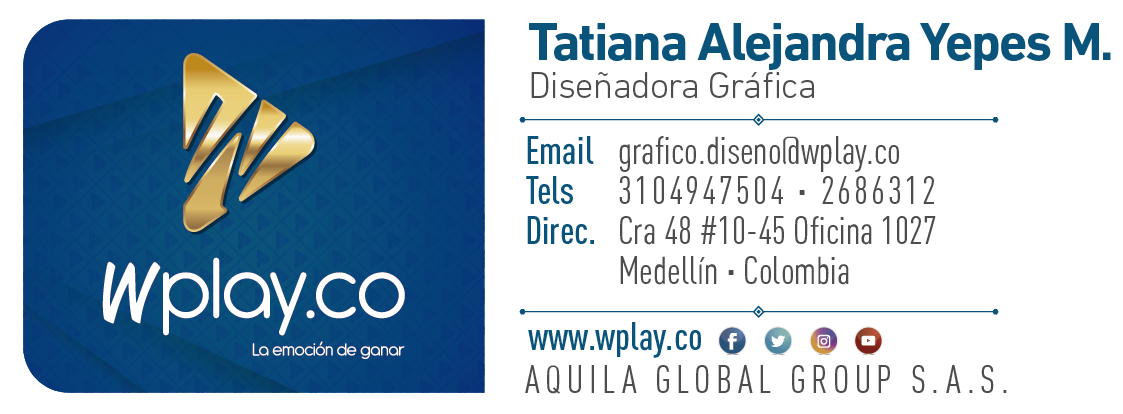 Wplay.co
La emoción de ganar
Tatiana Alejandra Yepes M.
Diseñadora Gráfica
Email grafico.diseno@wplay.co
Tels 3104947504 · 2686312
Direc. Cra 48 #10-45 Oficina 1027
Medellín · Colombia
www.wplay.co
AQUILA GLOBAL GROUP S.A.S.